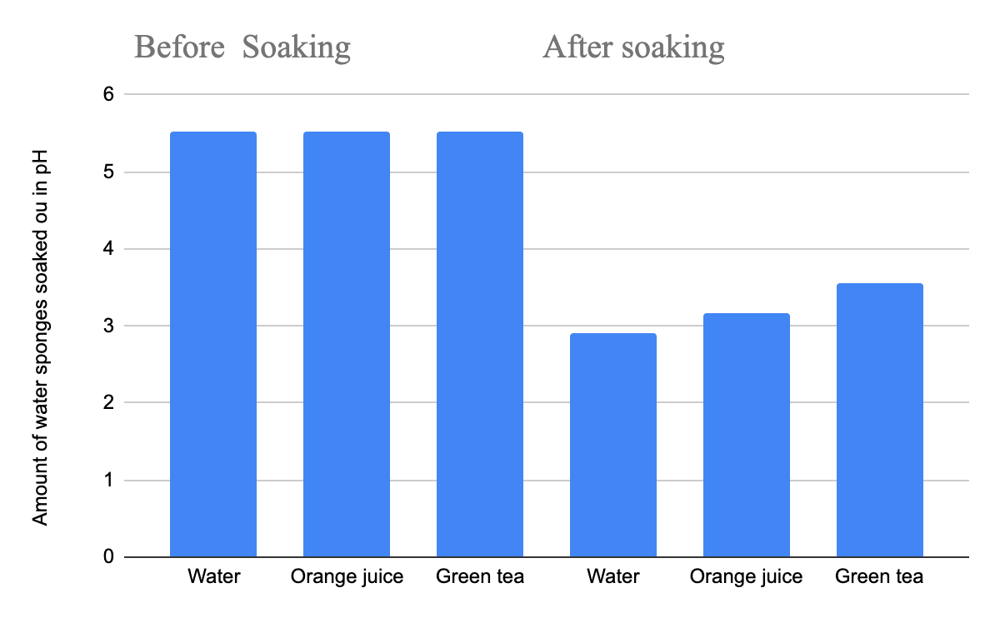 Before  Soaking
After soaking
Amount of water sponges soaked ou in pH
6
5
4
3
2
1
0
Water
Orange juice
Green tea
Water
Orange juice
Green tea